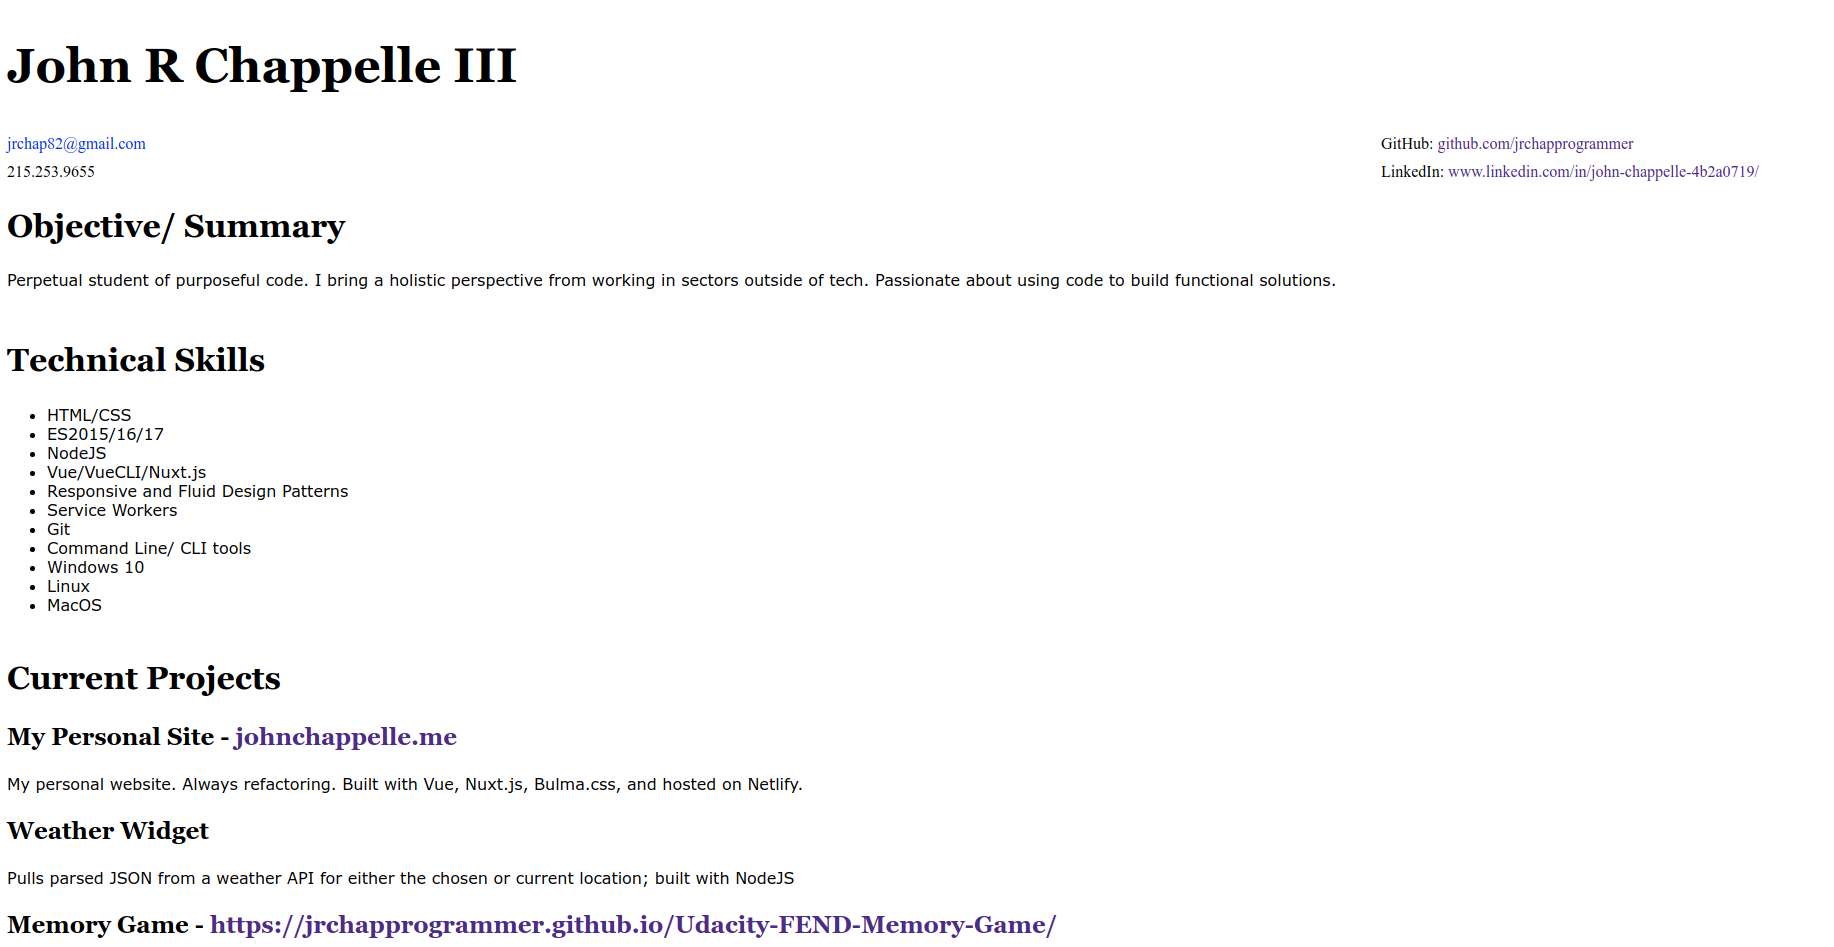 John R Chappelle III
jrchap82@gmail.com
GitHub: github.com/jrchapprogrammer
215.253.9655
LinkedIn: www.linkedin.com/in/john-chappelle-4b2a0719/
Objective/ Summary
Perpetual student of purposeful code. I bring a holistic perspective from working in sectors outside of tech. Passionate about using code to build functional solutions.
Technical Skills
• HTML/CSS
• ES2015/16/17
• NodeJS
• Vue/VueCLI/Nuxt.js
• Responsive and Fluid Design Patterns
• Service Workers
• Git
• Command Line/ CLI tools
• Windows 10
• Linux
• MacOS
Current Projects
My Personal Site - johnchappelle.me
My personal website. Always refactoring. Built with Vue, Nuxt.js, Bulma.css, and hosted on Netlify.
Weather Widget
Pulls parsed JSON from a weather API for either the chosen or current location; built with NodeJS
Memory Game - https://jrchapprogrammer.github.io/Udacity-FEND-Memory-Game/